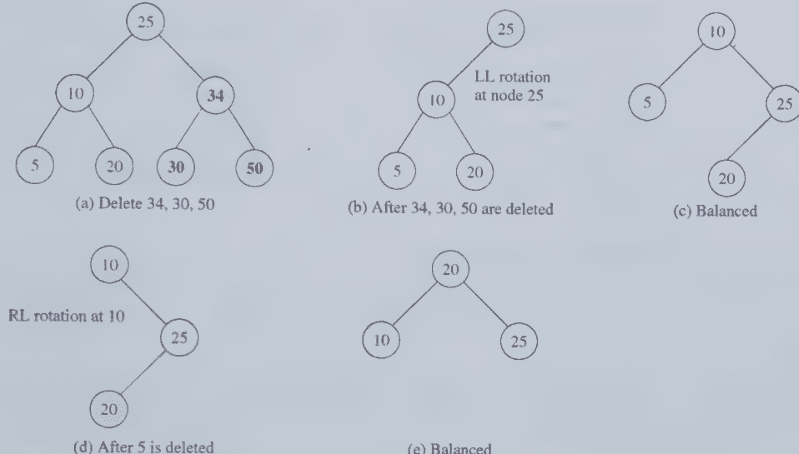 25
10
34
5
20
30
50
(a) Delete 34, 30, 50
25
LL rotation
at node 25
10
5
20
(b) After 34, 30, 50 are deleted
10
5
25
20
(c) Balanced
10
RL rotation at 10
25
20
(d) After 5 is deleted
20
10
25
(e) Balanced